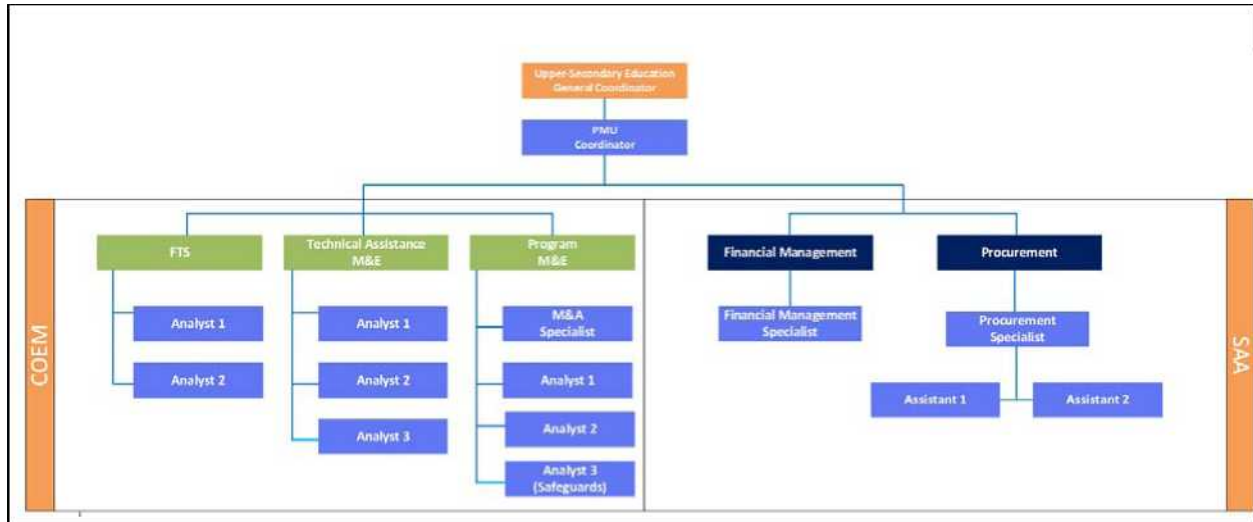 Upper-Secondary Education
General Coordinator
PMU
Coordinator
COEM
FTS
Technical Assistance
M&E
Program
M&E
Analyst 1
Analyst 2
Analyst 1
Analyst 2
Analyst 3
M&A
Specialist
Analyst 1
Analyst 2
Analyst 3
(Safeguards)
Financial Management
Procurement
Financial Management
Specialist
Procurement
Specialist
Assistant 1
Assistant 2
SAA